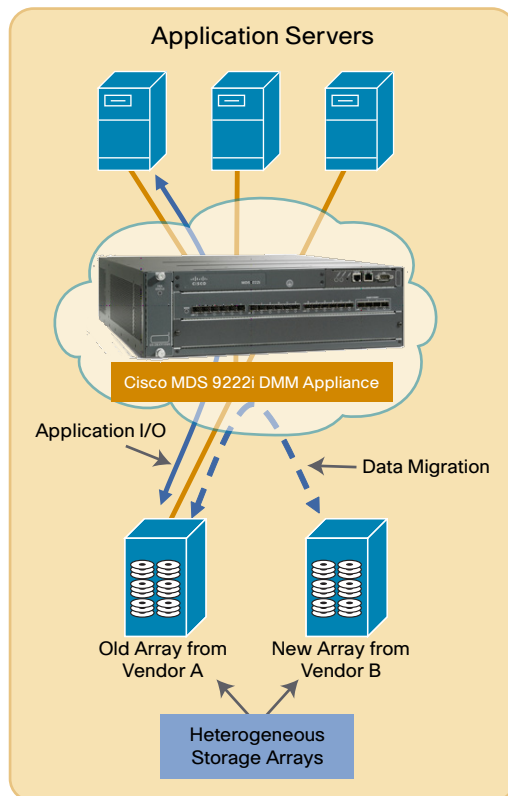 Application Servers
CISCO
Cisco MDS 9222i DMM Appliance
Application I/O
Data Migration
Old Array from
Vendor A
New Array from
Vendor B
Heterogeneous
Storage Arrays